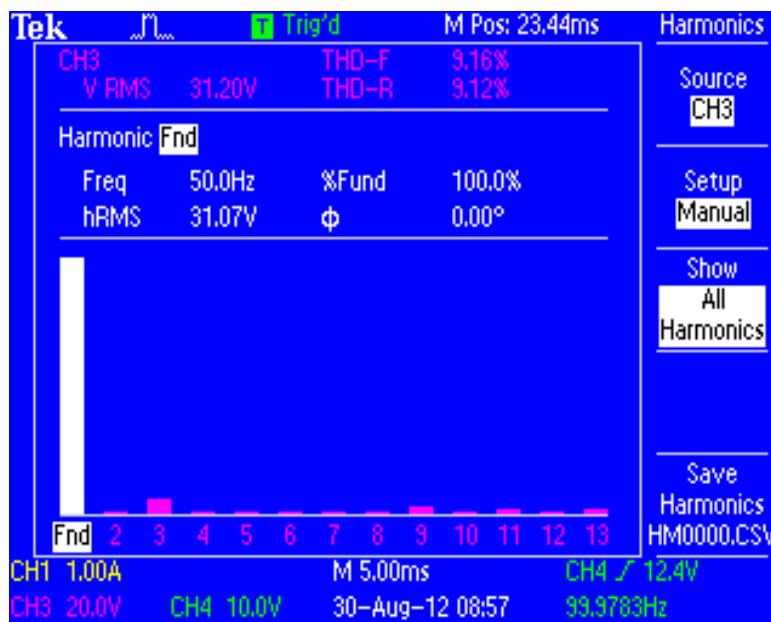 Tek T Trig'd M Pos: 23.44ms Harmonics
CH3 THD-F 9.16%
V RMS 31.20V THD-R 9.12%
Source
CH3
Harmonic Fnd
Freq 50.0Hz %Fund 100.0%
hRMS 31.07V ф 0.00°
Setup
Manual
Show
All
Harmonics
Save
Harmonics
HM0000.CSV
Fnd 2 3 4 5 6 7 8 9 10 11 12 13
CH1 1.00A M 5.00ms CH4 12.4V
CH3 20.0V CH4 10.0V 30-Aug-12 08:57 99.9783Hz